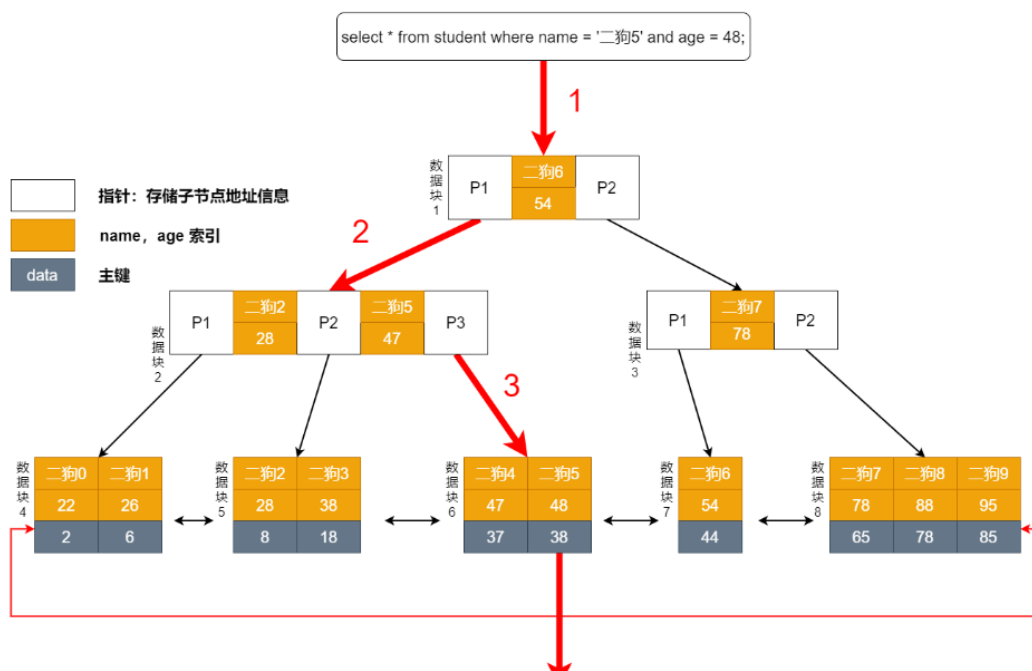 select * from student where name = '二狗5' and age = 48;
1
数据块1
P1
二狗6
54
P2
指针：存储子节点地址信息
name，age 索引
data
主键
2
数据块2
P1
二狗2
28
P2
二狗5
47
P3
数据块3
P1
二狗7
78
P2
3
数据块4
二狗0 二狗1
22 26
2 6
数据块5
二狗2 二狗3
28 38
8 18
数据块6
二狗4 二狗5
47 48
37 38
数据块7
二狗6
54
44
数据块8
二狗7 二狗8 二狗9
78 88 95
65 78 85